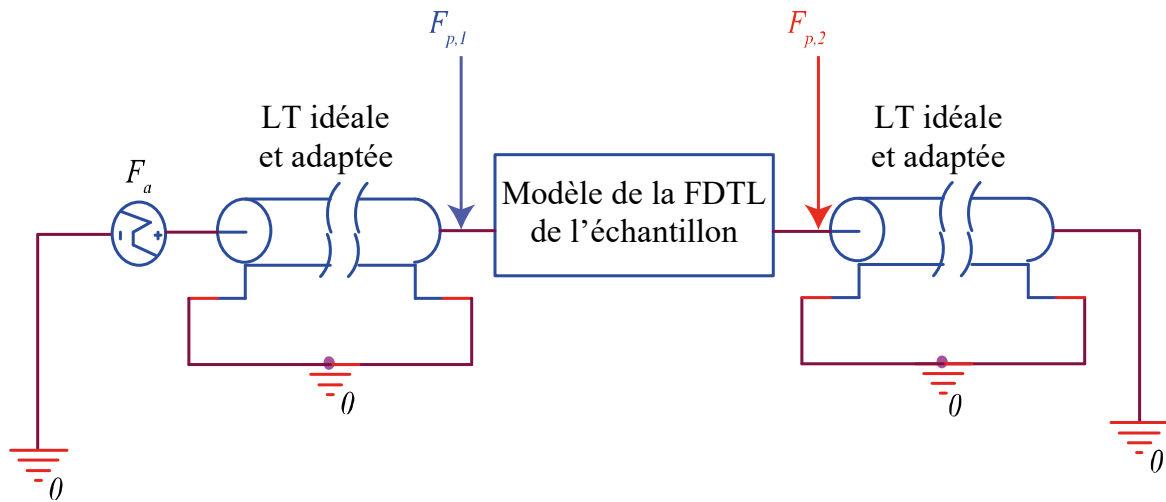 F_{p,1}
F_{p,2}
LT idéale
et adaptée
LT idéale
et adaptée
F_a
Modèle de la FDTL
de l’échantillon
0
0
0
0